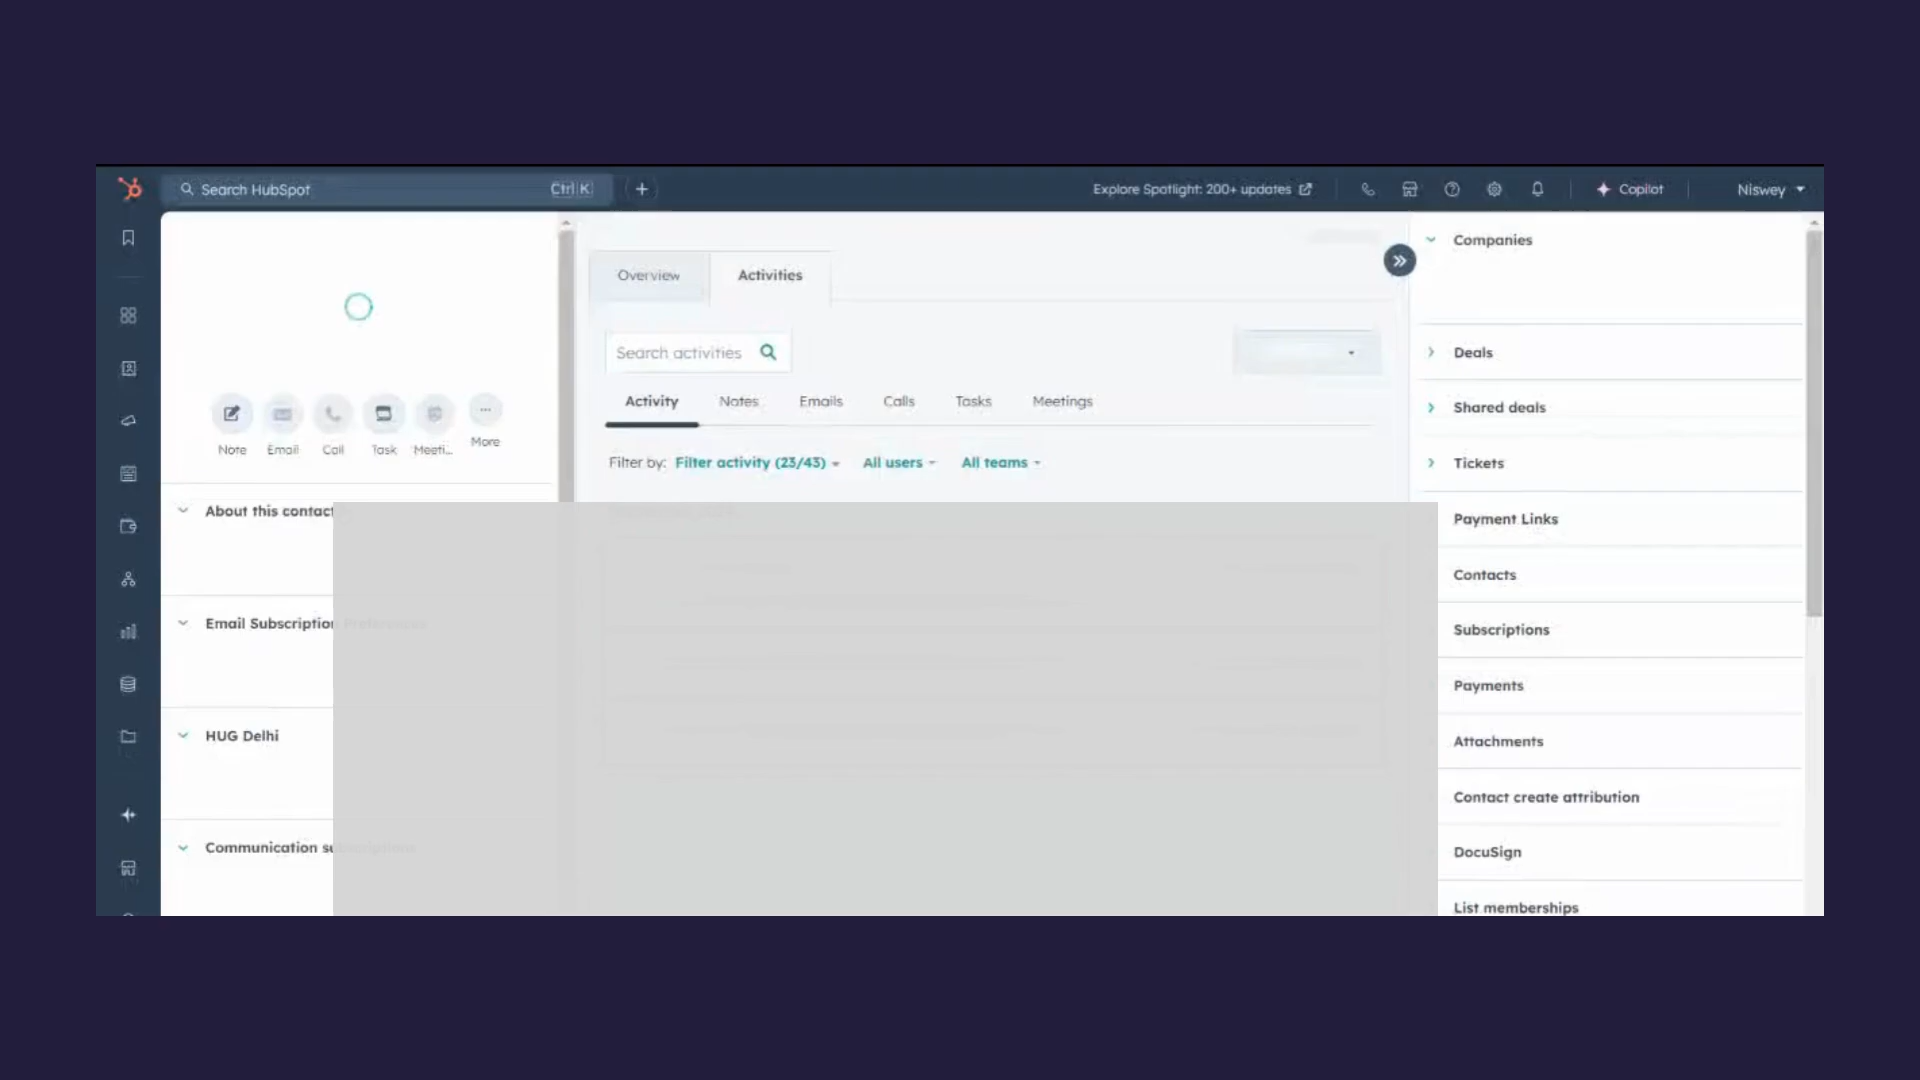 Search HubSpot Ctrl K Explore Spotlight: 200+ updates Copilot Niswey
Note Email Call Task Meeti... More
About this contact
Email Subscription
HUG Delhi
Communication
Overview Activities
Search activities
Activity Notes Emails Calls Tasks Meetings
Filter by: Filter activity (23/43) All users All teams
Companies
Deals
Shared deals
Tickets
Payment Links
Contacts
Subscriptions
Payments
Attachments
Contact create attribution
DocuSign
List memberships